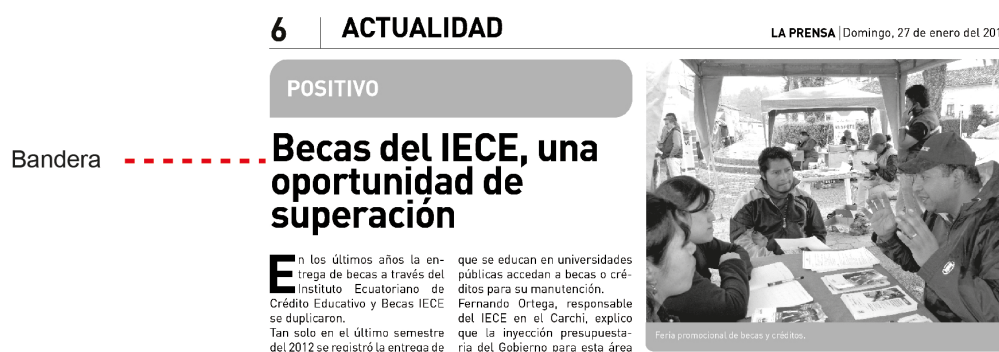 6 ACTUALIDAD
LA PRENSA Domingo, 27 de enero del 201
POSITIVO
Bandera
Becas del IECE, una
oportunidad de
superación
En los últimos años la en-
trega de becas a través del
Instituto Ecuatoriano de
Crédito Educativo y Becas IECE
se duplicaron.
Tan solo en el último semestre
del 2012 se registró la entrega de
que se educan en universidades
públicas accedan a becas o cré-
ditos para su manutención.
Fernando Ortega, responsable
del IECE en el Carchi, explico
que la inyección presupuesta-
ria del Gobierno para esta área
Feria promocional de becas y créditos.